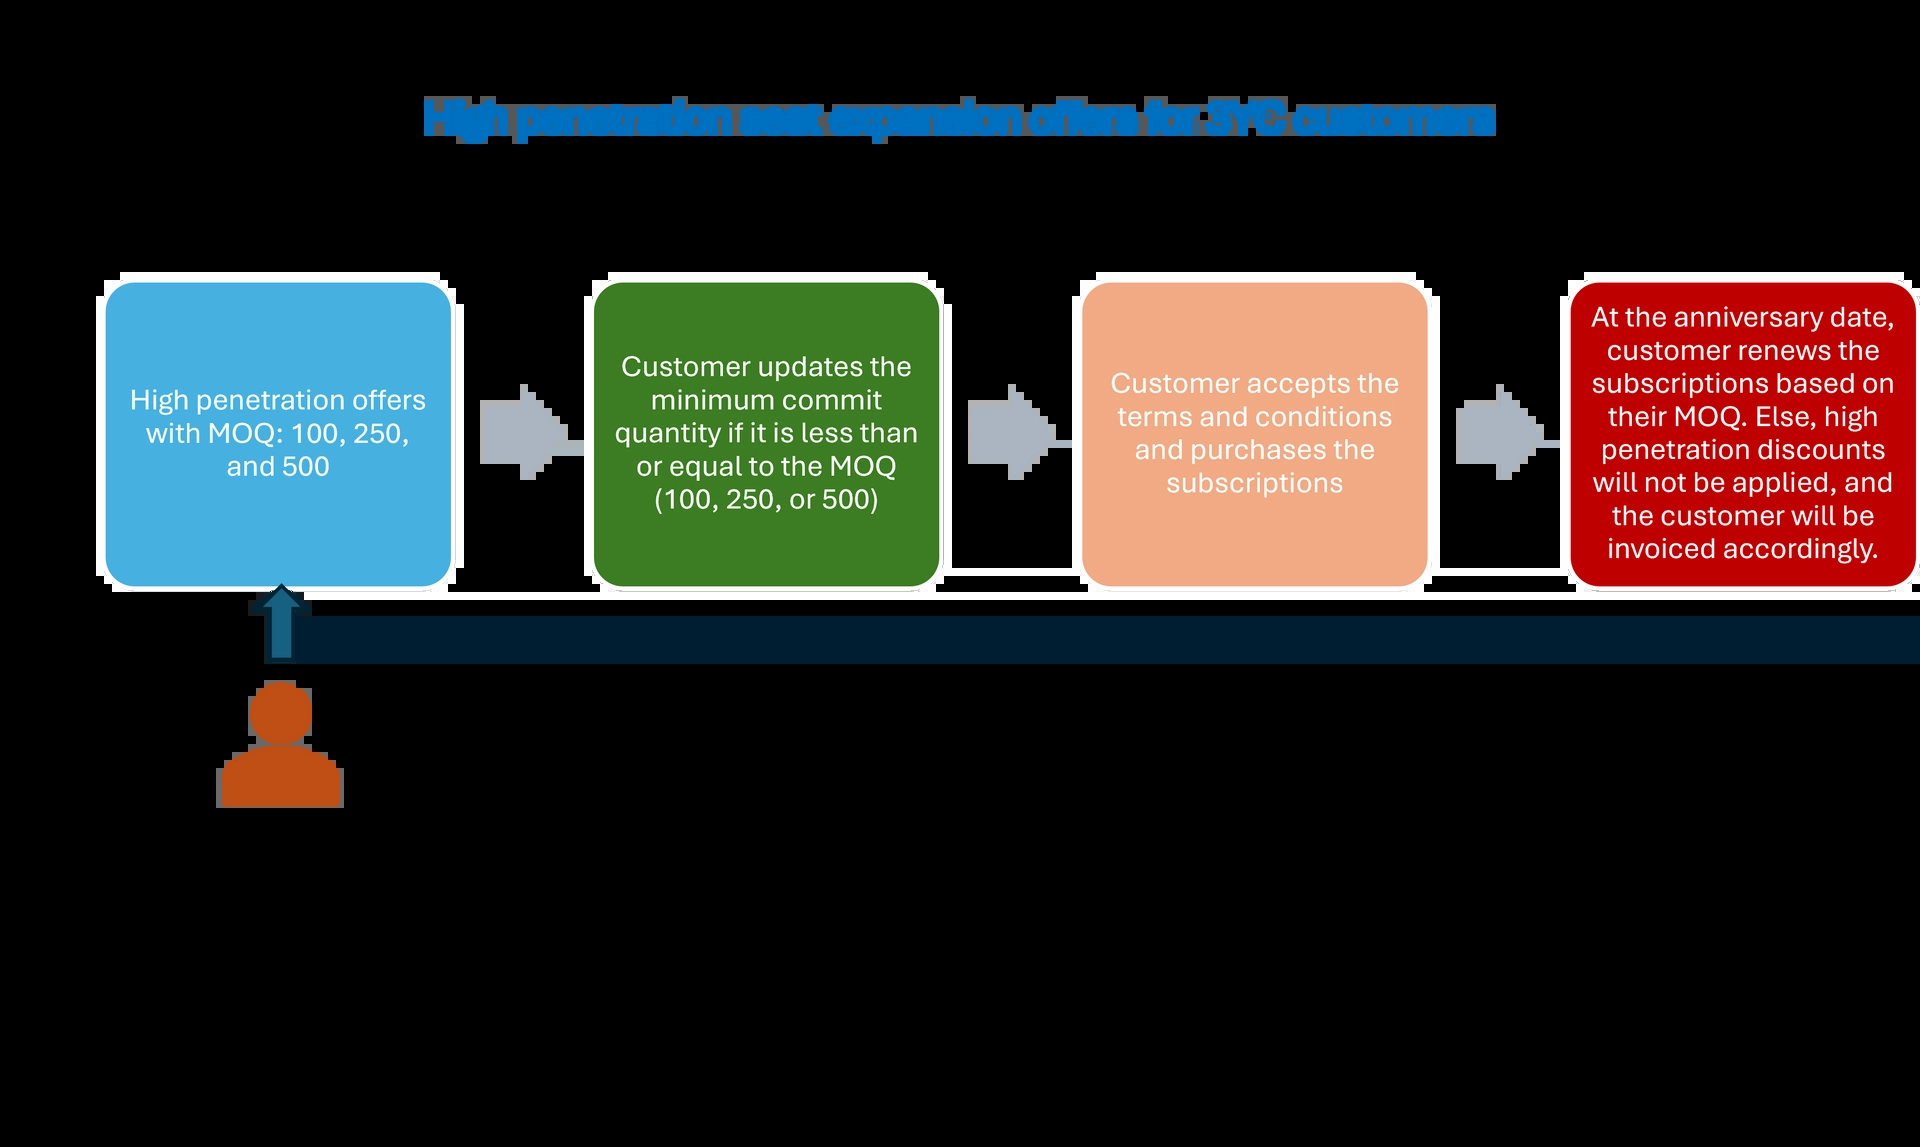 High penetration seat expansion offers for 3YC customers
High penetration offers
with MOQ: 100, 250,
and 500
Customer updates the
minimum commit
quantity if it is less than
or equal to the MOQ
(100, 250, or 500)
Customer accepts the
terms and conditions
and purchases the
subscriptions
At the anniversary date,
customer renews the
subscriptions based on
their MOQ. Else, high
penetration discounts
will not be applied, and
the customer will be
invoiced accordingly.